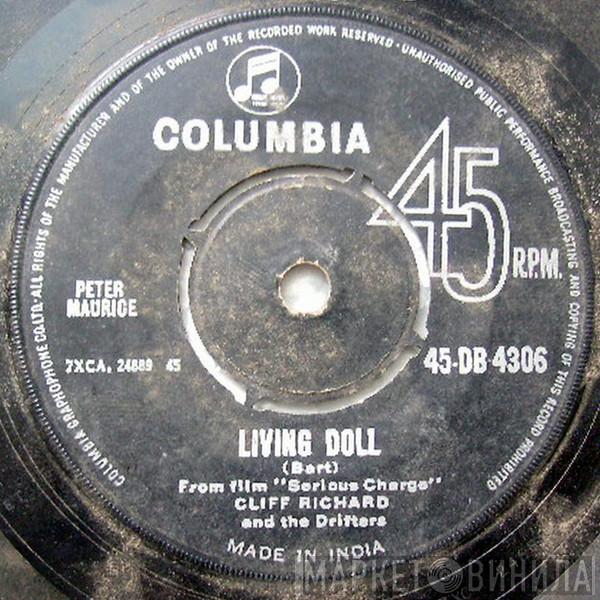 COLUMBIA GRAPHOPHONE CO. LTD. ALL RIGHTS OF THE MANUFACTURER AND OF THE OWNER OF THE RECORDED WORK RESERVED · UNAUTHORISED PUBLIC PERFORMANCE BROADCASTING AND COPYING OF THIS RECORD PROHIBITED
COLUMBIA
45
R.P.M.
PETER
MAURICE
7XCA. 24889 45
45-DB 4306
LIVING DOLL
(Bart)
From film "Serious Charge"
CLIFF RICHARD
and the Drifters
MADE IN INDIA
МАРКЕТ ВИНИЛА